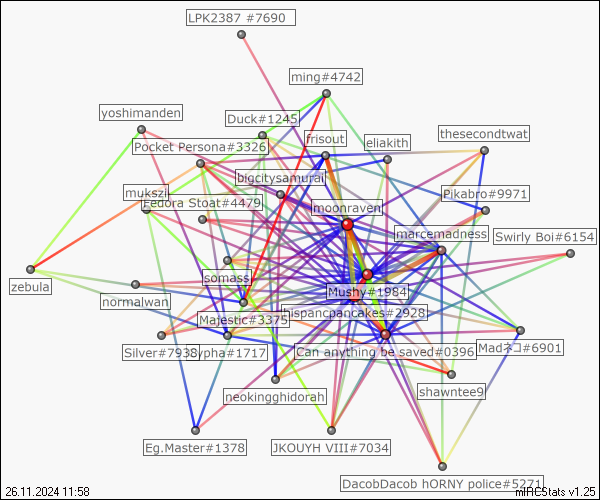 LPK2387 #7690
ming#4742
yoshimanden
Duck#1245
thesecondtwat
frisout
eliakith
Pocket Persona#3326
bigcitysamurai
mukszil
Pikabro#9971
Fedora Stoat#4479
moonraven
marcemadness
Swirly Boi#6154
somass
zebula
Mushy#1984
normalwan
hispancpancakes#2928
Majestic#3375
Madネコ#6901
Silver#7938
ypha#1717
Can anything be saved#0396
neokingghidorah
shawntee9
Eg.Master#1378
JKOUYH VIII#7034
DacobDacob hORNY police#5271
26.11.2024 11:58
mIRCStats v1.25